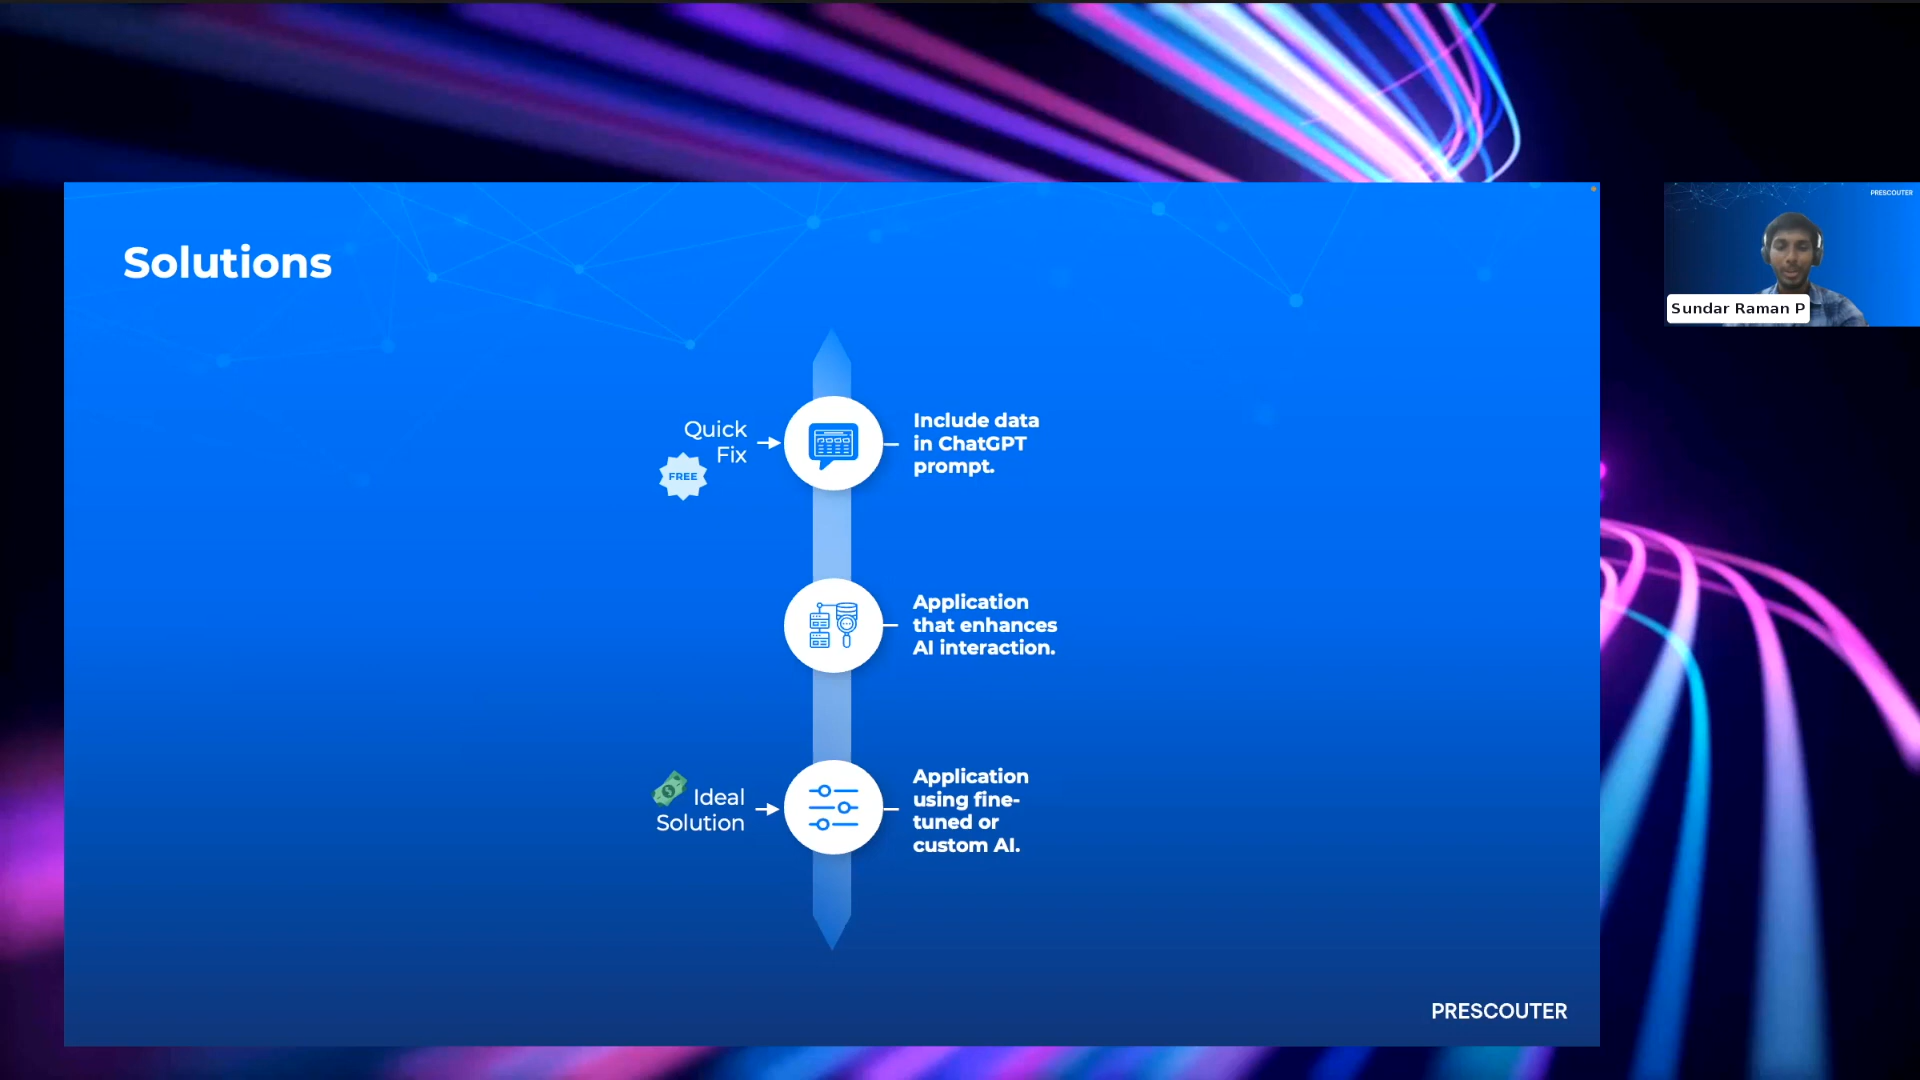 PRESCOUTER
Solutions
Sundar Raman P
Quick
Fix
FREE
Include data
in ChatGPT
prompt.
Application
that enhances
AI interaction.
Ideal
Solution
Application
using fine-
tuned or
custom AI.
PRESCOUTER